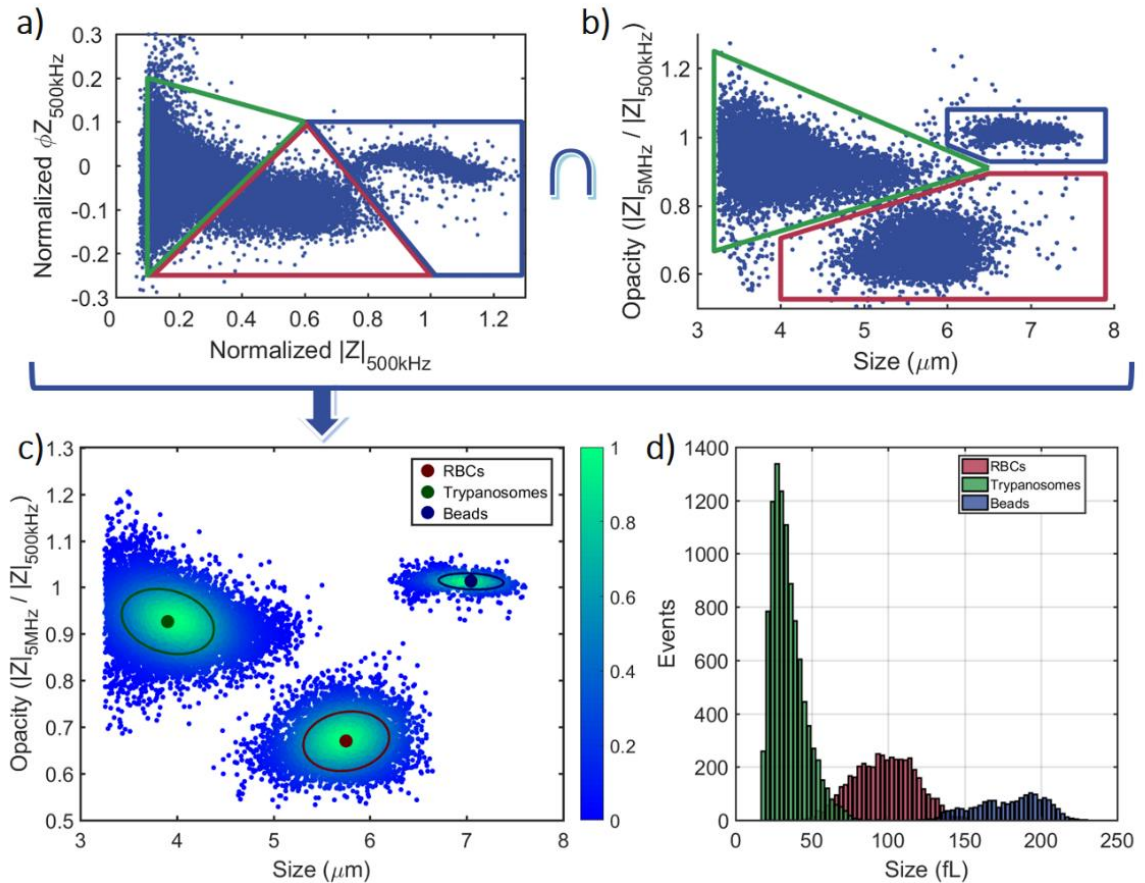 a)
0.3
0.2
0.1
0
-0.1
-0.2
-0.3
Normalized ϕZ500kHz
0 0.2 0.4 0.6 0.8 1 1.2
Normalized |Z|500kHz
b)
1.2
1
0.8
0.6
Opacity (|Z|5MHz / |Z|500kHz)
3 4 5 6 7 8
Size (μm)
∩
c)
1.3
1.2
1.1
1.0
0.9
0.8
0.7
0.6
0.5
Opacity (|Z|5MHz / |Z|500kHz)
3 4 5 6 7 8
Size (μm)
RBCs
Trypanosomes
Beads
1
0.8
0.6
0.4
0.2
0
d)
1400
1200
1000
800
600
400
200
0
Events
0 50 100 150 200 250
Size (fL)
RBCs
Trypanosomes
Beads